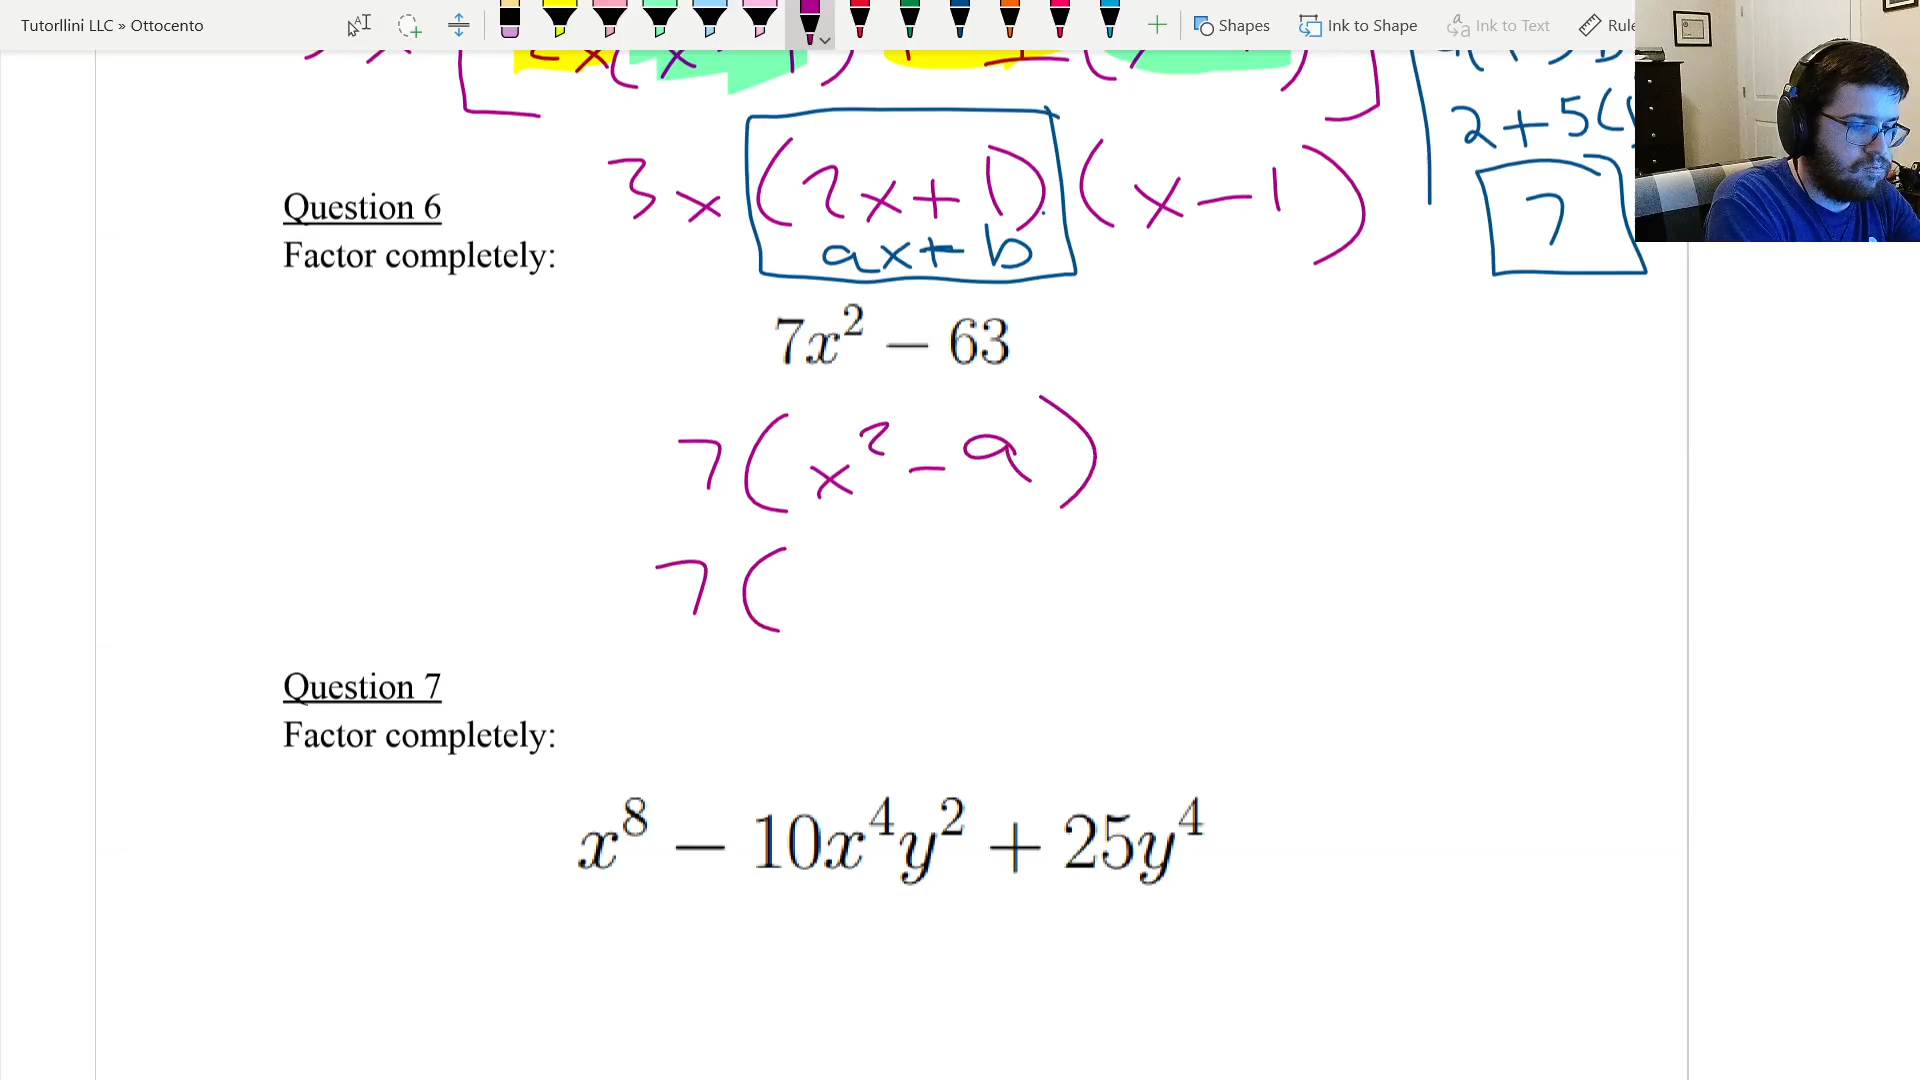 Tutorllini LLC » Ottocento
Shapes
Ink to Shape
Ink to Text
2 + 5(
3x (2x + 1) (x - 1)
ax + b
7
Question 6
Factor completely:
7x² − 63
7(x² - 9)
7(
Question 7
Factor completely:
x⁸ − 10x⁴y² + 25y⁴